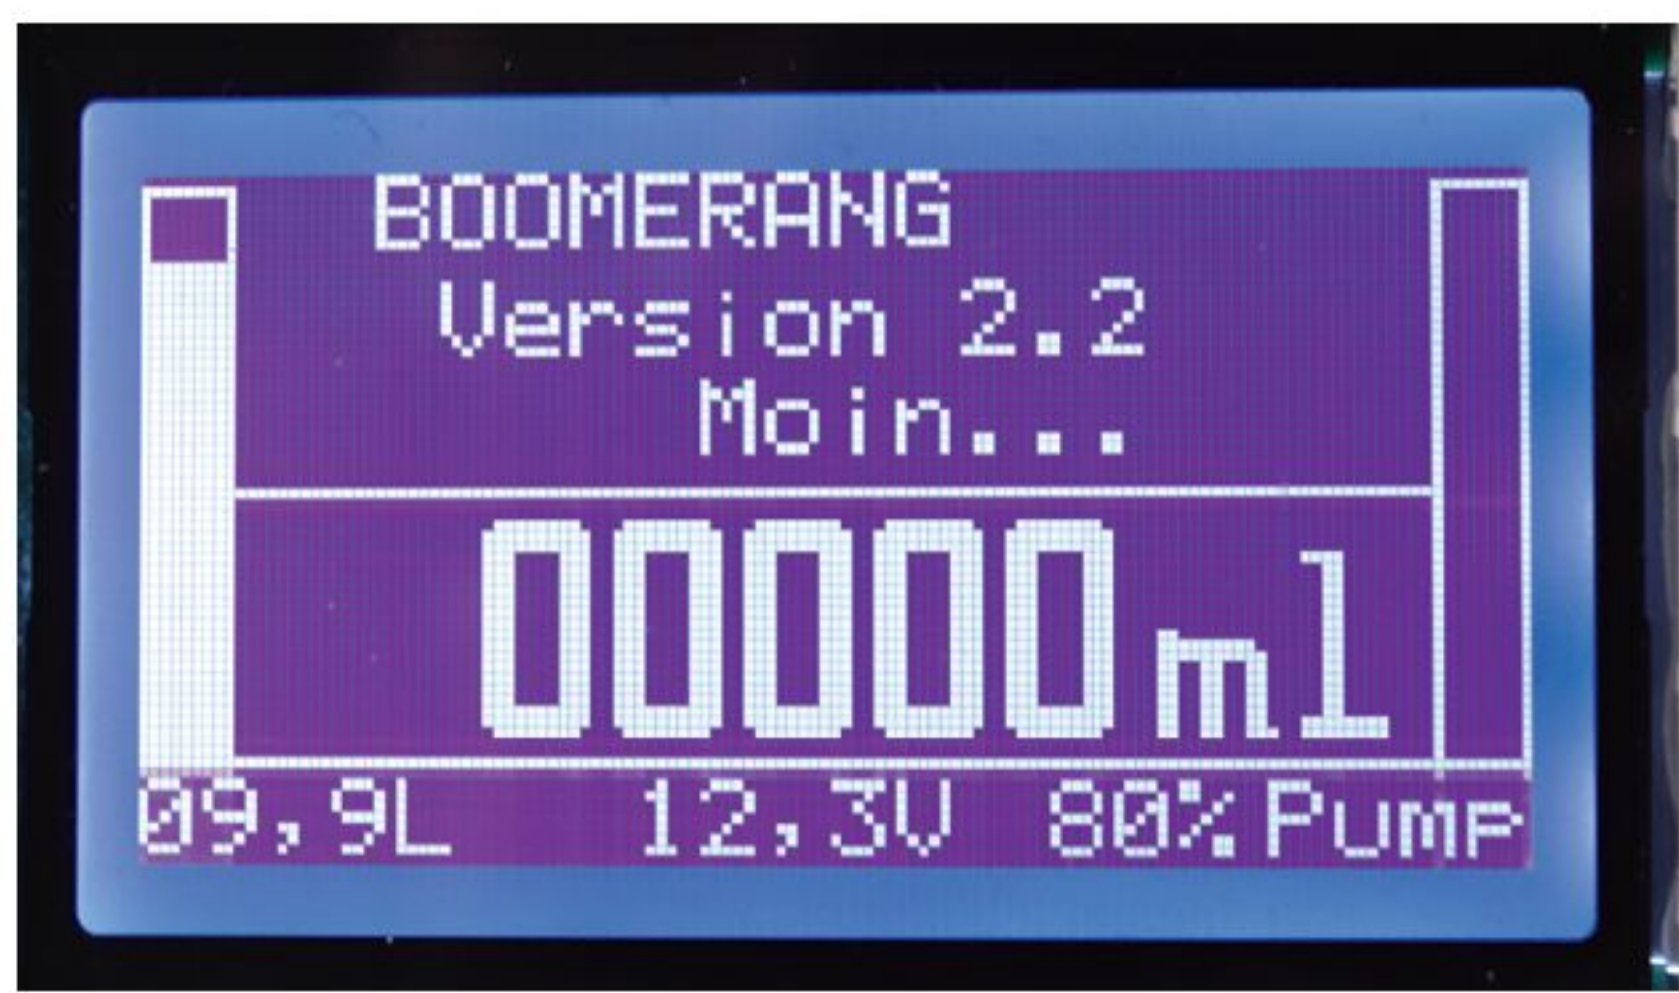 BOOMERANG
Version 2.2
Moin...
00000ml
09,9L 12,3V 80% Pump